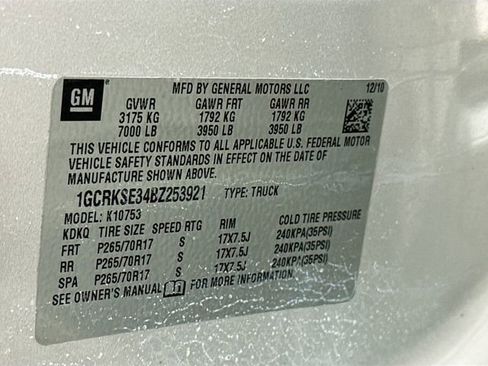 GM
MFD BY GENERAL MOTORS LLC 12/10
GVWR GAWR FRT GAWR RR
3175 KG 1792 KG 1792 KG
7000 LB 3950 LB 3950 LB
THIS VEHICLE CONFORMS TO ALL APPLICABLE U.S. FEDERAL MOTOR
VEHICLE SAFETY STANDARDS IN EFFECT ON THE DATE OF
MANUFACTURE SHOWN ABOVE.
1GCRKSE34BZ253921 TYPE: TRUCK
MODEL: K10753
KDKQ TIRE SIZE SPEED RTG RIM COLD TIRE PRESSURE
FRT P265/70R17 S 17X7.5J 240KPA(35PSI)
RR P265/70R17 S 17X7.5J 240KPA(35PSI)
SPA P265/70R17 S 17X7.5J 240KPA(35PSI)
SEE OWNER'S MANUAL FOR MORE INFORMATION.